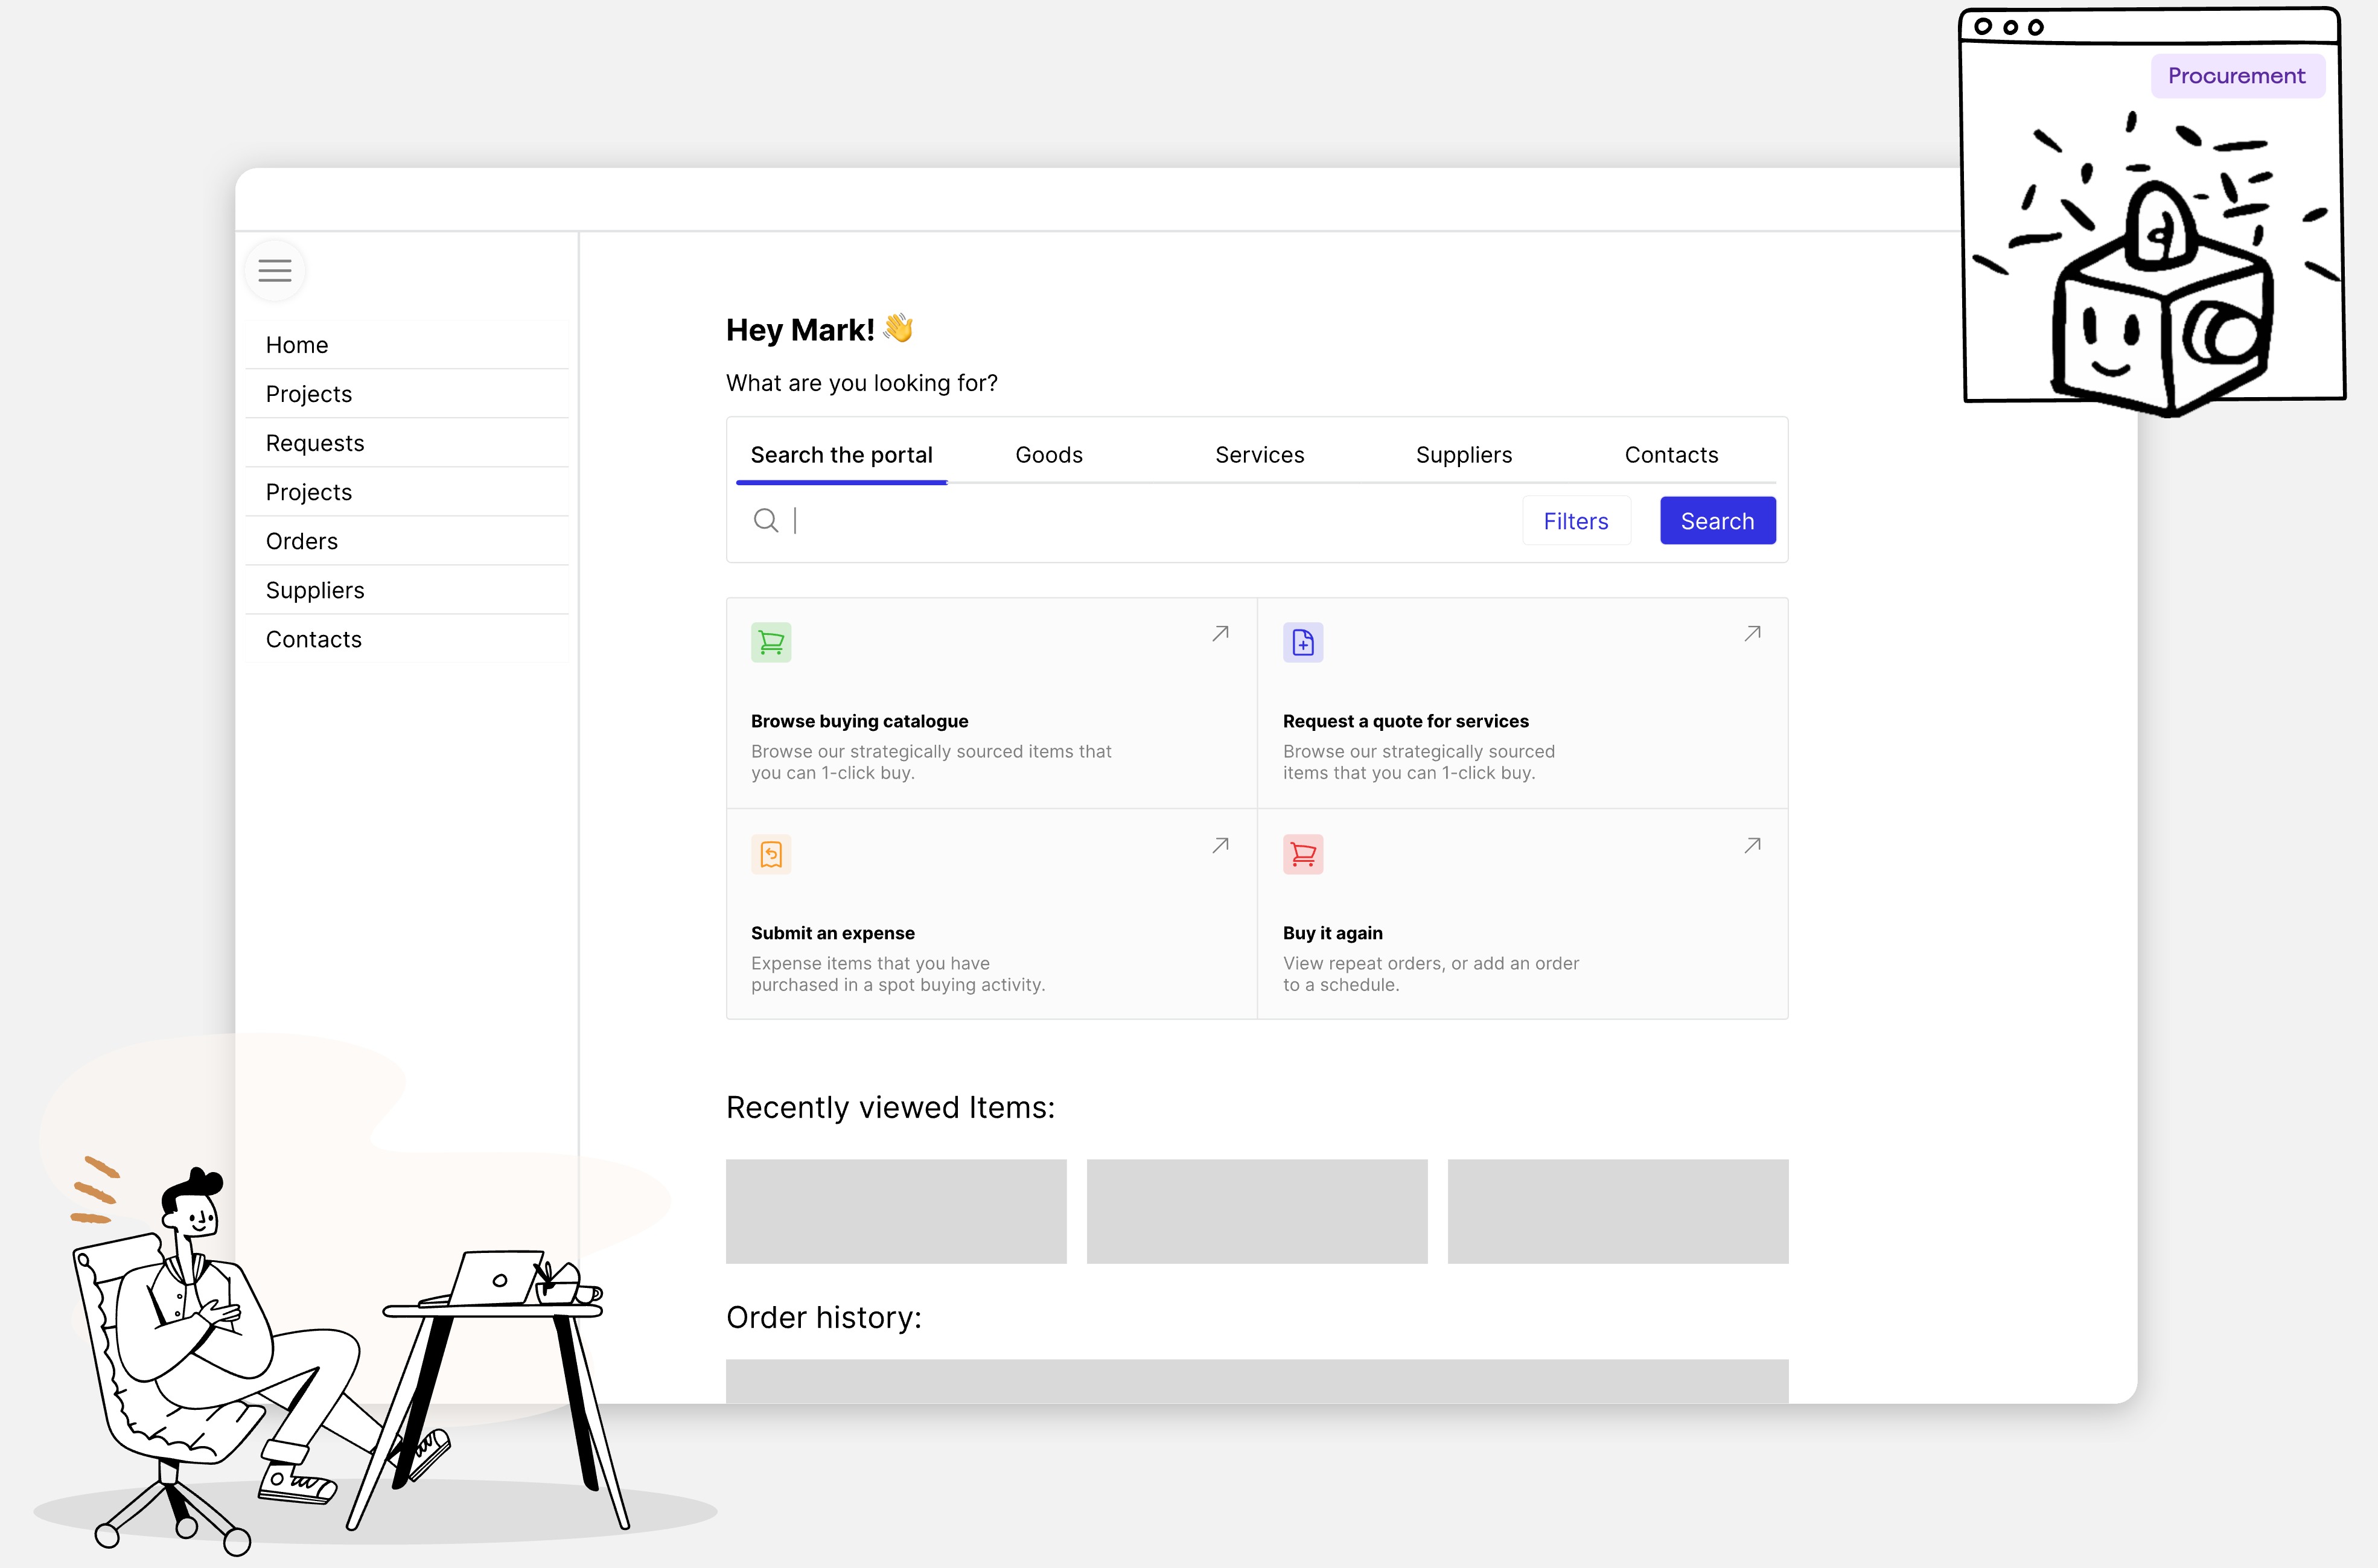 Procurement
Home
Projects
Requests
Projects
Orders
Suppliers
Contacts
Hey Mark! 👋
What are you looking for?
Search the portal Goods Services Suppliers Contacts
Filters Search
Browse buying catalogue
Browse our strategically sourced items that
you can 1-click buy.
Request a quote for services
Browse our strategically sourced
items that you can 1-click buy.
Submit an expense
Expense items that you have
purchased in a spot buying activity.
Buy it again
View repeat orders, or add an order
to a schedule.
Recently viewed Items:
Order history: